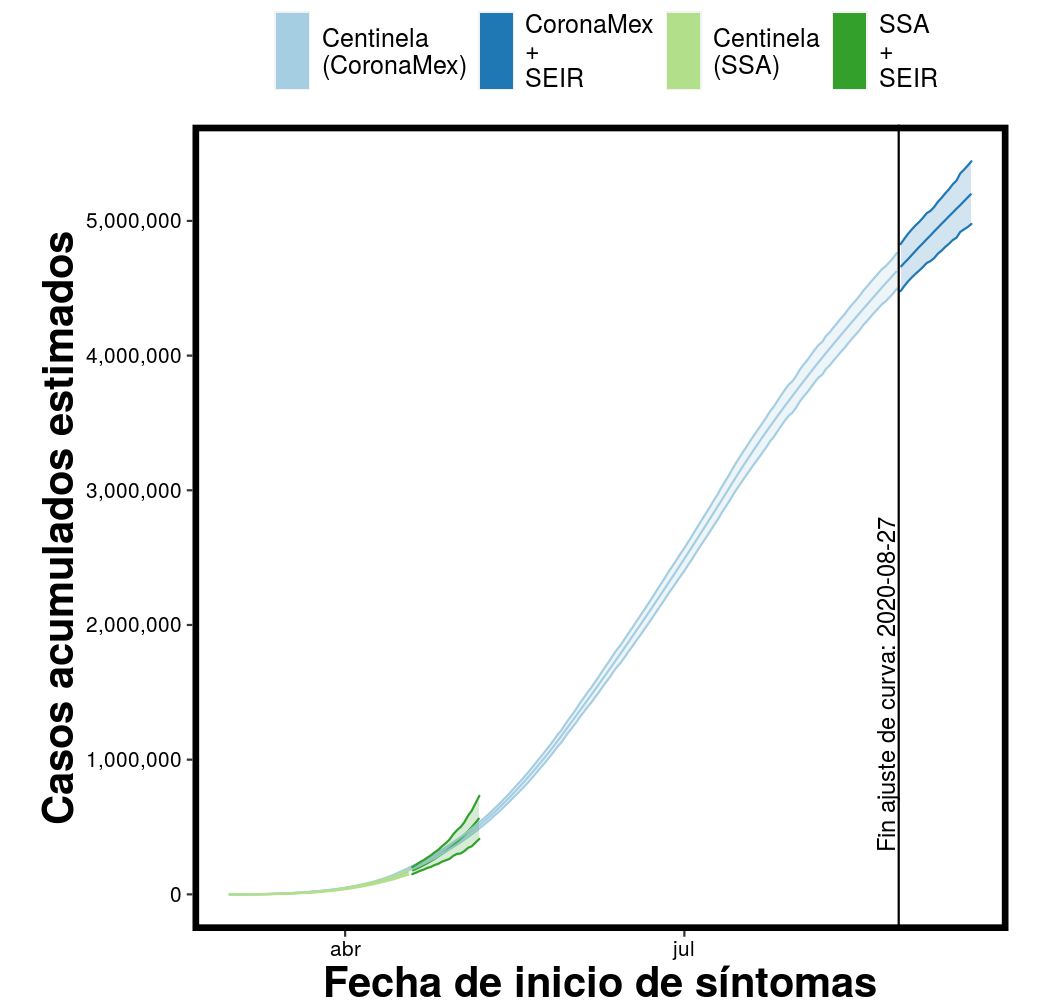 Centinela
(CoronaMex)
CoronaMex
+
SEIR
Centinela
(SSA)
SSA
+
SEIR
Casos acumulados estimados
5,000,000
4,000,000
3,000,000
2,000,000
1,000,000
0
Fin ajuste de curva: 2020-08-27
abr
jul
Fecha de inicio de síntomas